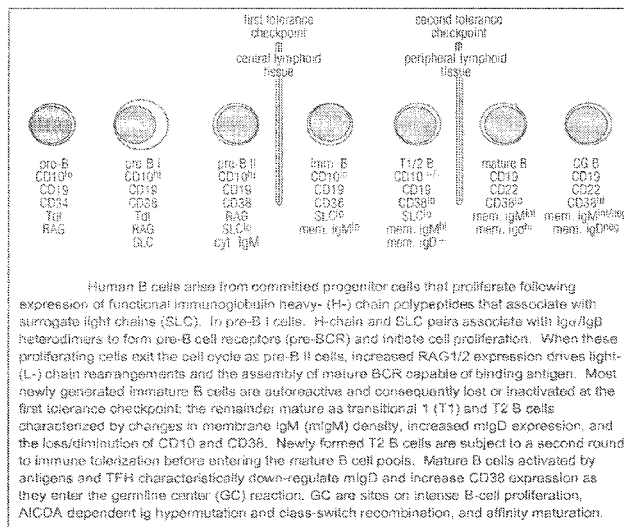 first tolerance
checkpoint
in
central lymphoid
tissue
second tolerance
checkpoint
in
peripheral lymphoid
tissue
pro-B
CD10lo
CD19
CD34
Tdt
RAG
pre B I
CD10hi
CD19
CD38
Tdt
RAG
SLC
pre-B II
CD10hi
CD19
CD38
RAG
SLClo
cyt. IgM
imm. B
CD10lo
CD19
CD38
SLClo
mem. IgMlo
T1/2 B
CD10 +/-
CD19
CD38lo
SLClo
mem. IgMhi
mem. IgD +
mature B
CD19
CD22
CD38lo
mem. IgMint
mem. IgDhi
GC B
CD19
CD22
CD38hi
mem. IgMint/neg
mem. IgDneg
Human B cells arise from committed progenitor cells that proliferate following
expression of functional immunoglobulin heavy- (H-) chain polypeptides that associate with
surrogate light chains (SLC). In pre-B I cells. H-chain and SLC pairs associate with Igα/Igβ
heterodimers to form pre-B cell receptors (pre-BCR) and initiate cell proliferation. When these
proliferating cells exit the cell cycle as pre-B II cells, increased RAG1/2 expression drives light-
(L-) chain rearrangements and the assembly of mature BCR capable of binding antigen. Most
newly generated immature B cells are autoreactive and consequently lost or inactivated at the
first tolerance checkpoint; the remainder mature as transitional 1 (T1) and T2 B cells
characterized by changes in membrane IgM (mIgM) density, increased mIgD expression, and
the loss/diminution of CD10 and CD38. Newly formed T2 B cells are subject to a second round
to immune tolerization before entering the mature B cell pools. Mature B cells activated by
antigens and TFH characteristically down-regulate mIgD and increase CD38 expression as
they enter the germline center (GC) reaction. GC are sites on intense B-cell proliferation,
AICDA dependent Ig hypermutation and class-switch recombination, and affinity maturation.